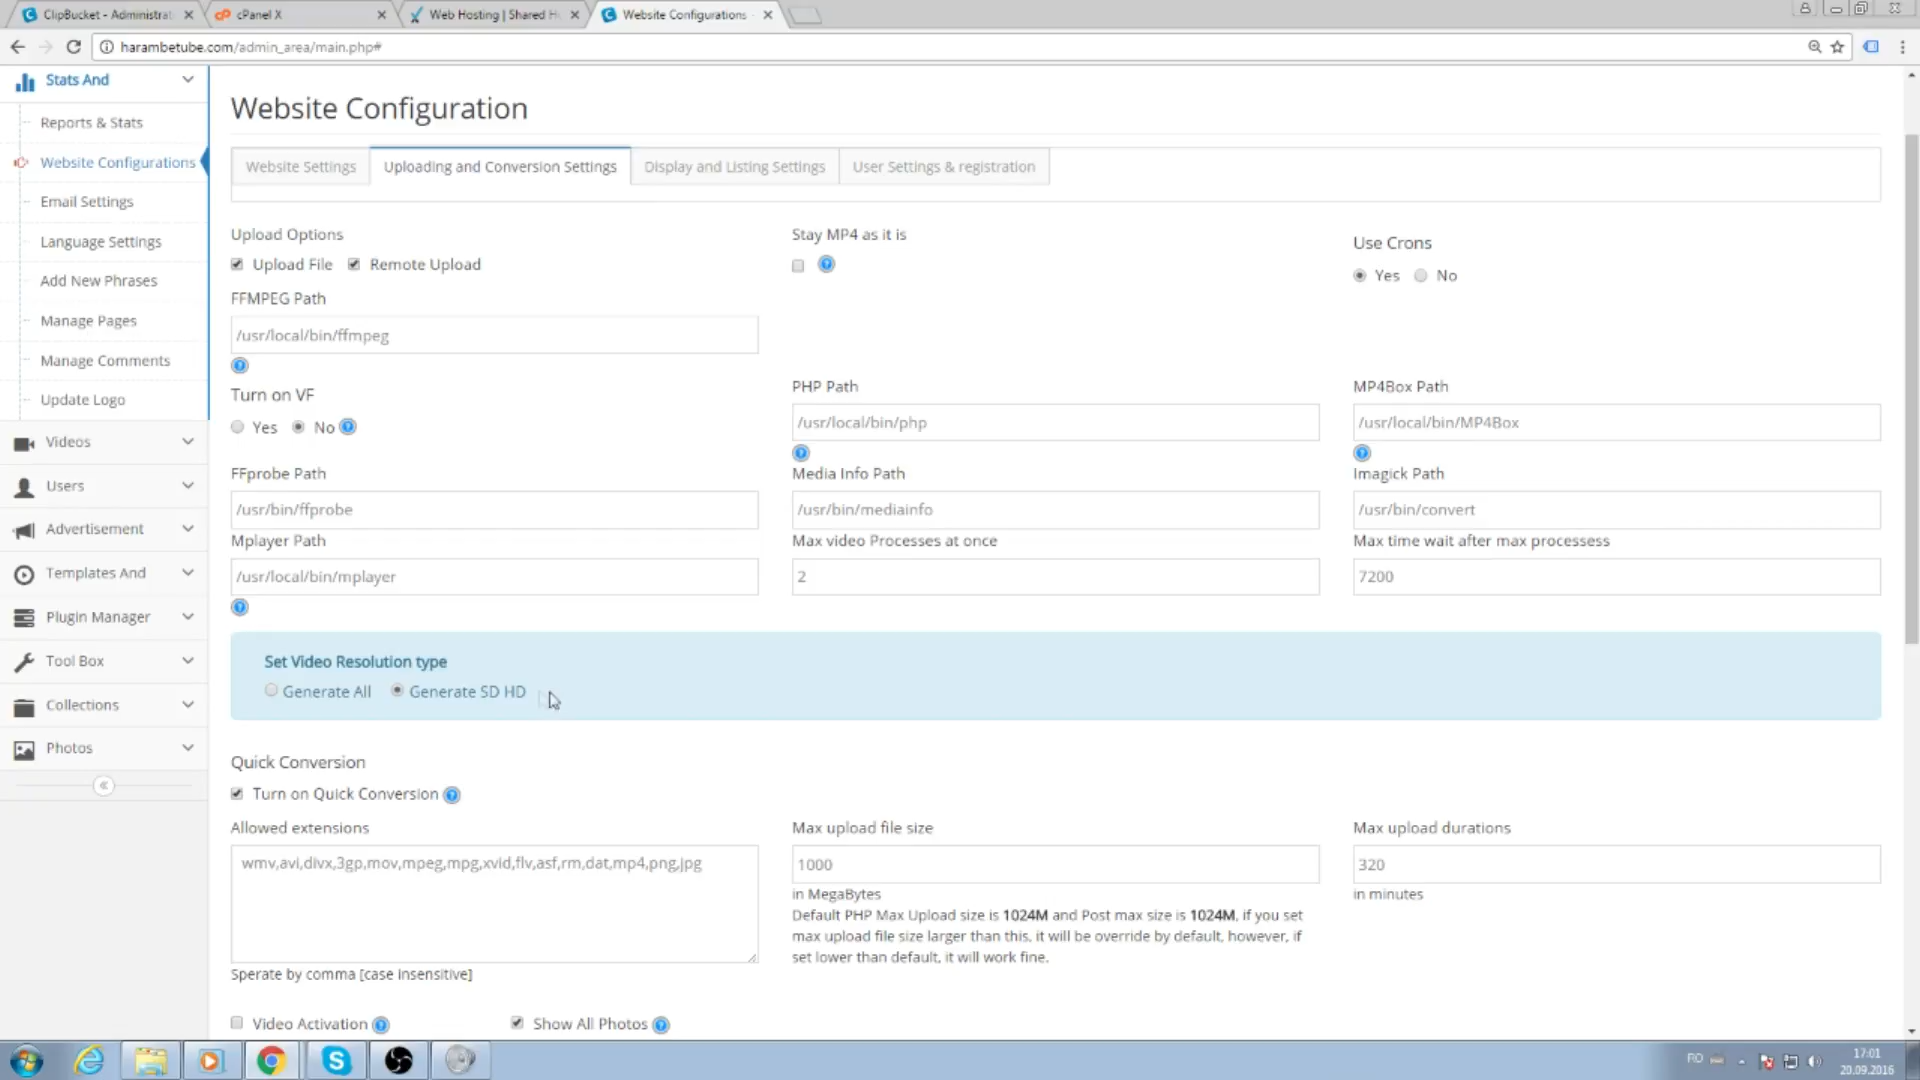 ClipBucket - Administrat
cPanel X
Web Hosting | Shared H
Website Configurations
harambetube.com/admin_area/main.php#
Stats And
Reports & Stats
Website Configurations
Email Settings
Language Settings
Add New Phrases
Manage Pages
Manage Comments
Update Logo
Videos
Users
Advertisement
Templates And
Plugin Manager
Tool Box
Collections
Photos
Website Configuration
Website Settings
Uploading and Conversion Settings
Display and Listing Settings
User Settings & registration
Upload Options
Upload File
Remote Upload
Stay MP4 as it is
Use Crons
Yes
No
FFMPEG Path
/usr/local/bin/ffmpeg
Turn on VF
Yes
No
PHP Path
/usr/local/bin/php
MP4Box Path
/usr/local/bin/MP4Box
FFprobe Path
/usr/bin/ffprobe
Media Info Path
/usr/bin/mediainfo
Imagick Path
/usr/bin/convert
Mplayer Path
/usr/local/bin/mplayer
Max video Processes at once
2
Max time wait after max processess
7200
Set Video Resolution type
Generate All
Generate SD HD
Quick Conversion
Turn on Quick Conversion
Allowed extensions
wmv,avi,divx,3gp,mov,mpeg,mpg,xvid,flv,asf,rm,dat,mp4,png,jpg
Sperate by comma [case insensitive]
Max upload file size
1000
in MegaBytes
Default PHP Max Upload size is 1024M and Post max size is 1024M, if you set
max upload file size larger than this, it will be override by default, however, if
set lower than default, it will work fine.
Max upload durations
320
in minutes
Video Activation
Show All Photos
RO
17:01
20.09.2016